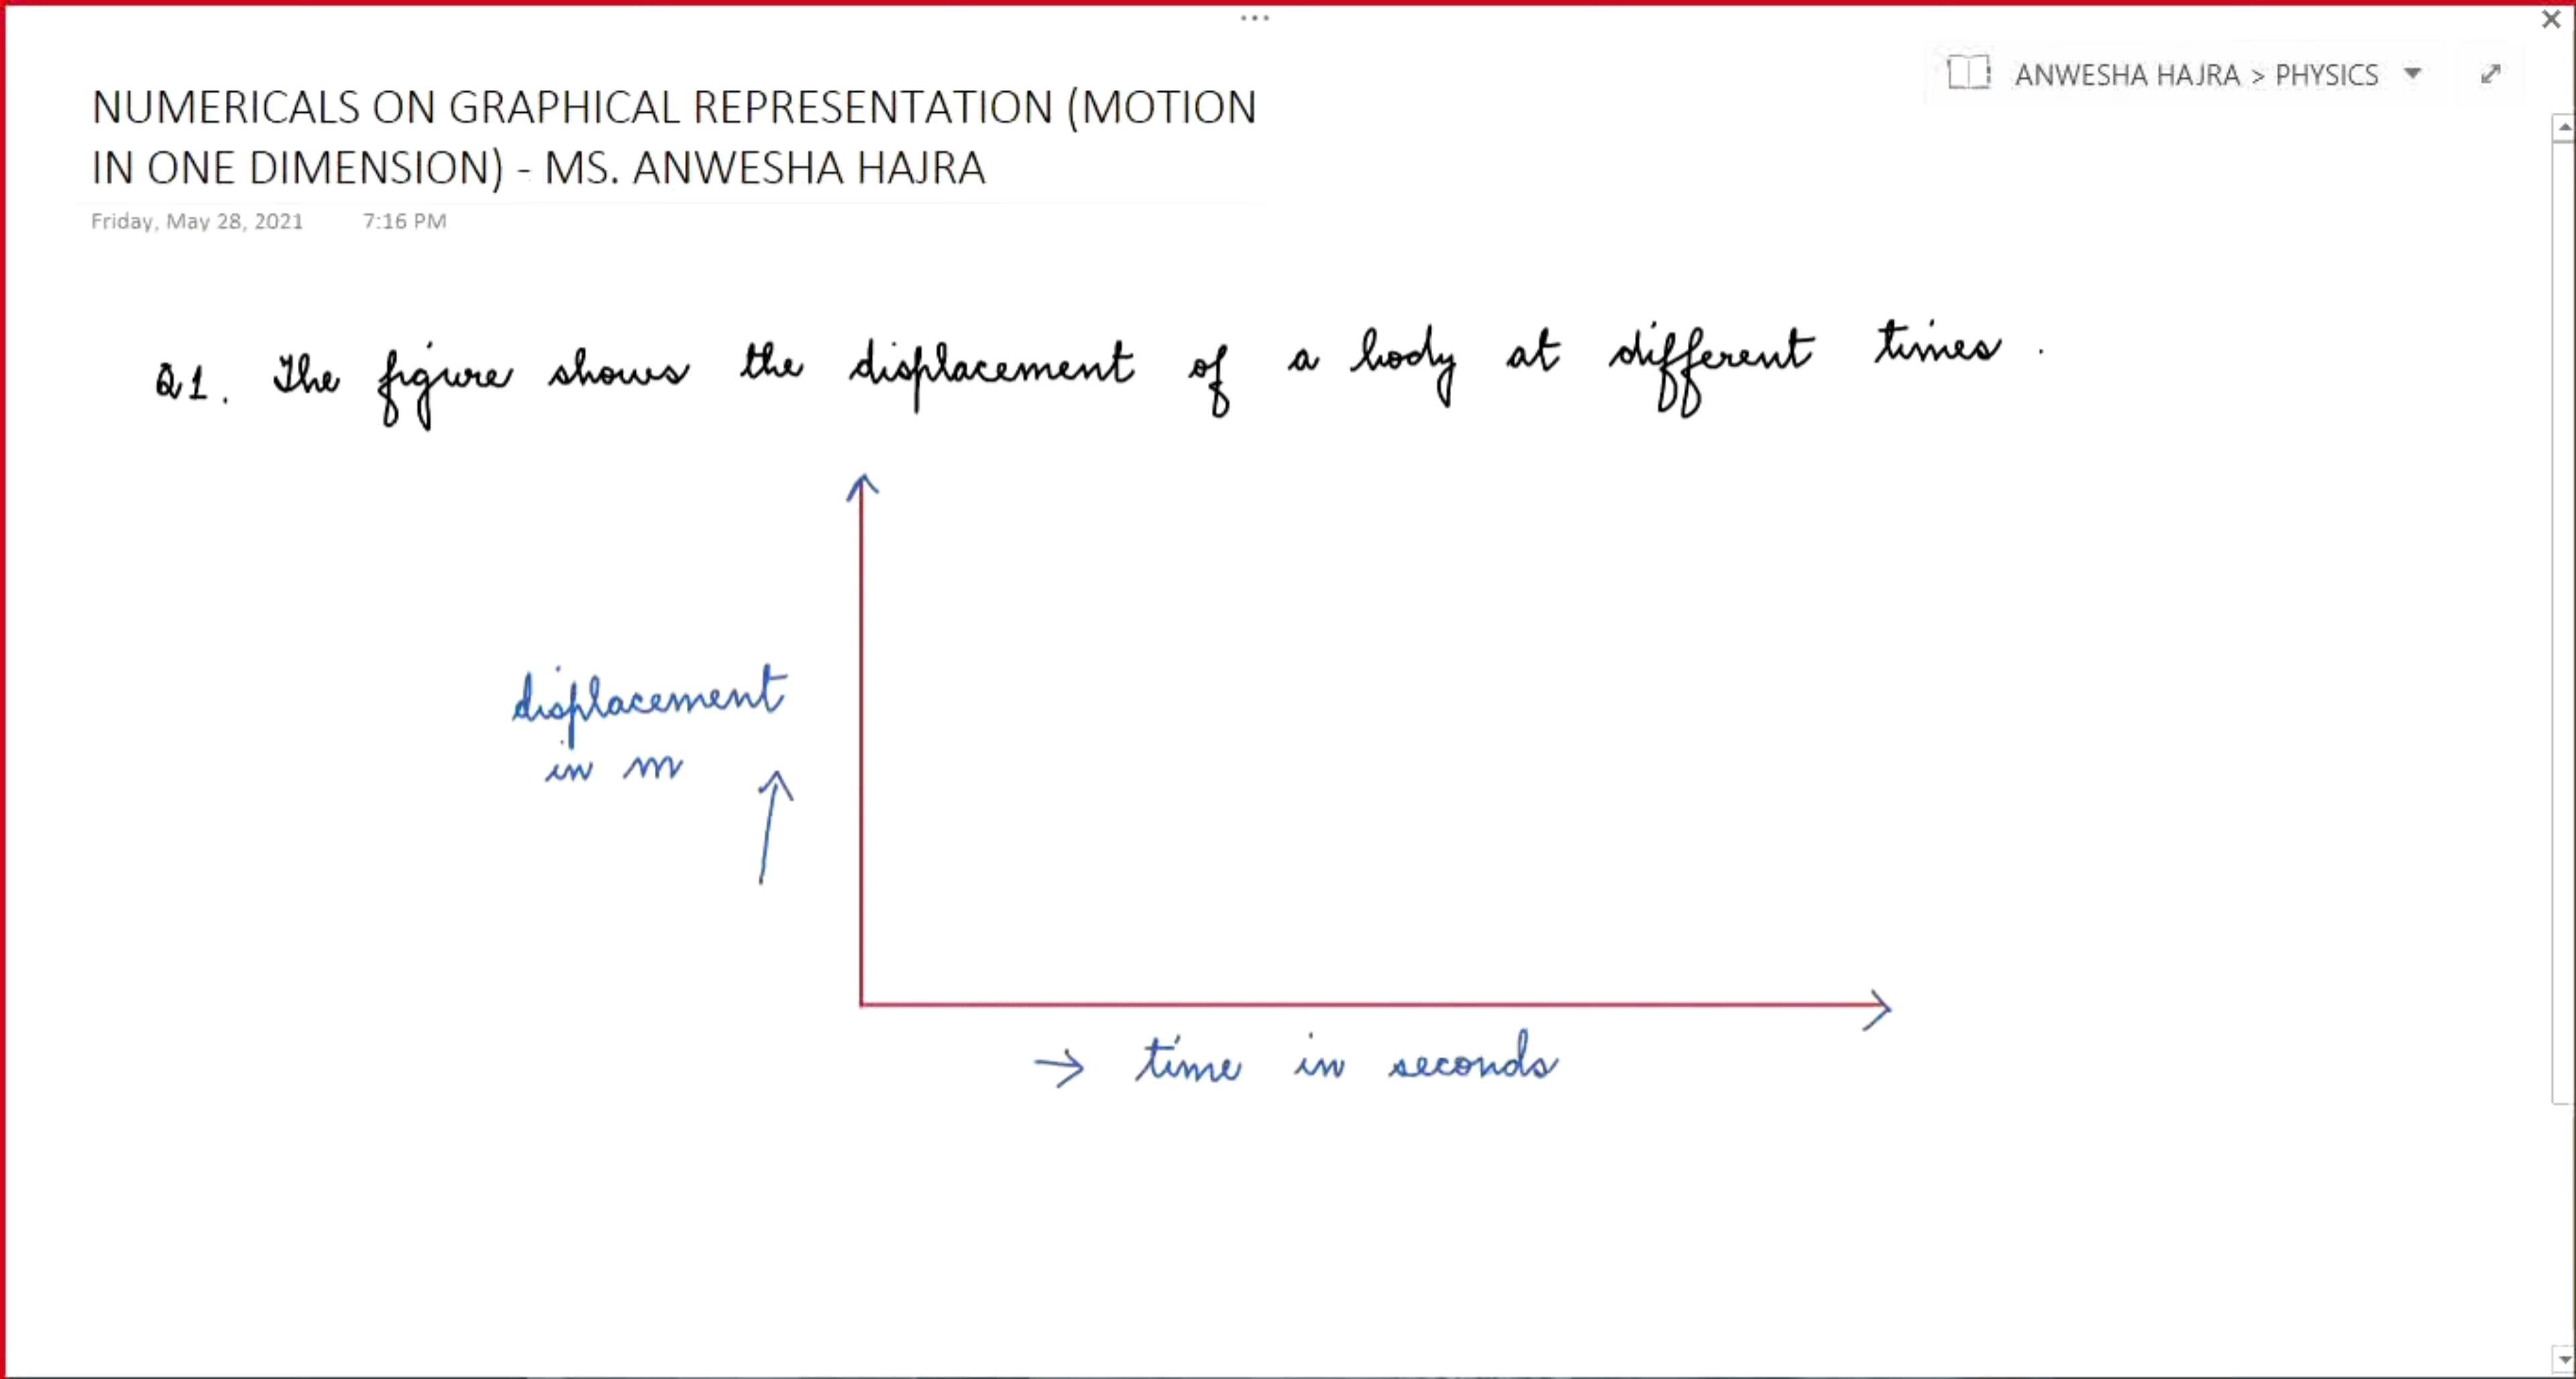 ANWESHA HAJRA > PHYSICS
NUMERICALS ON GRAPHICAL REPRESENTATION (MOTION
IN ONE DIMENSION) - MS. ANWESHA HAJRA
Friday, May 28, 2021 7:16 PM
Q1. The figure shows the displacement of a body at different times.
displacement
in m
→ time in seconds